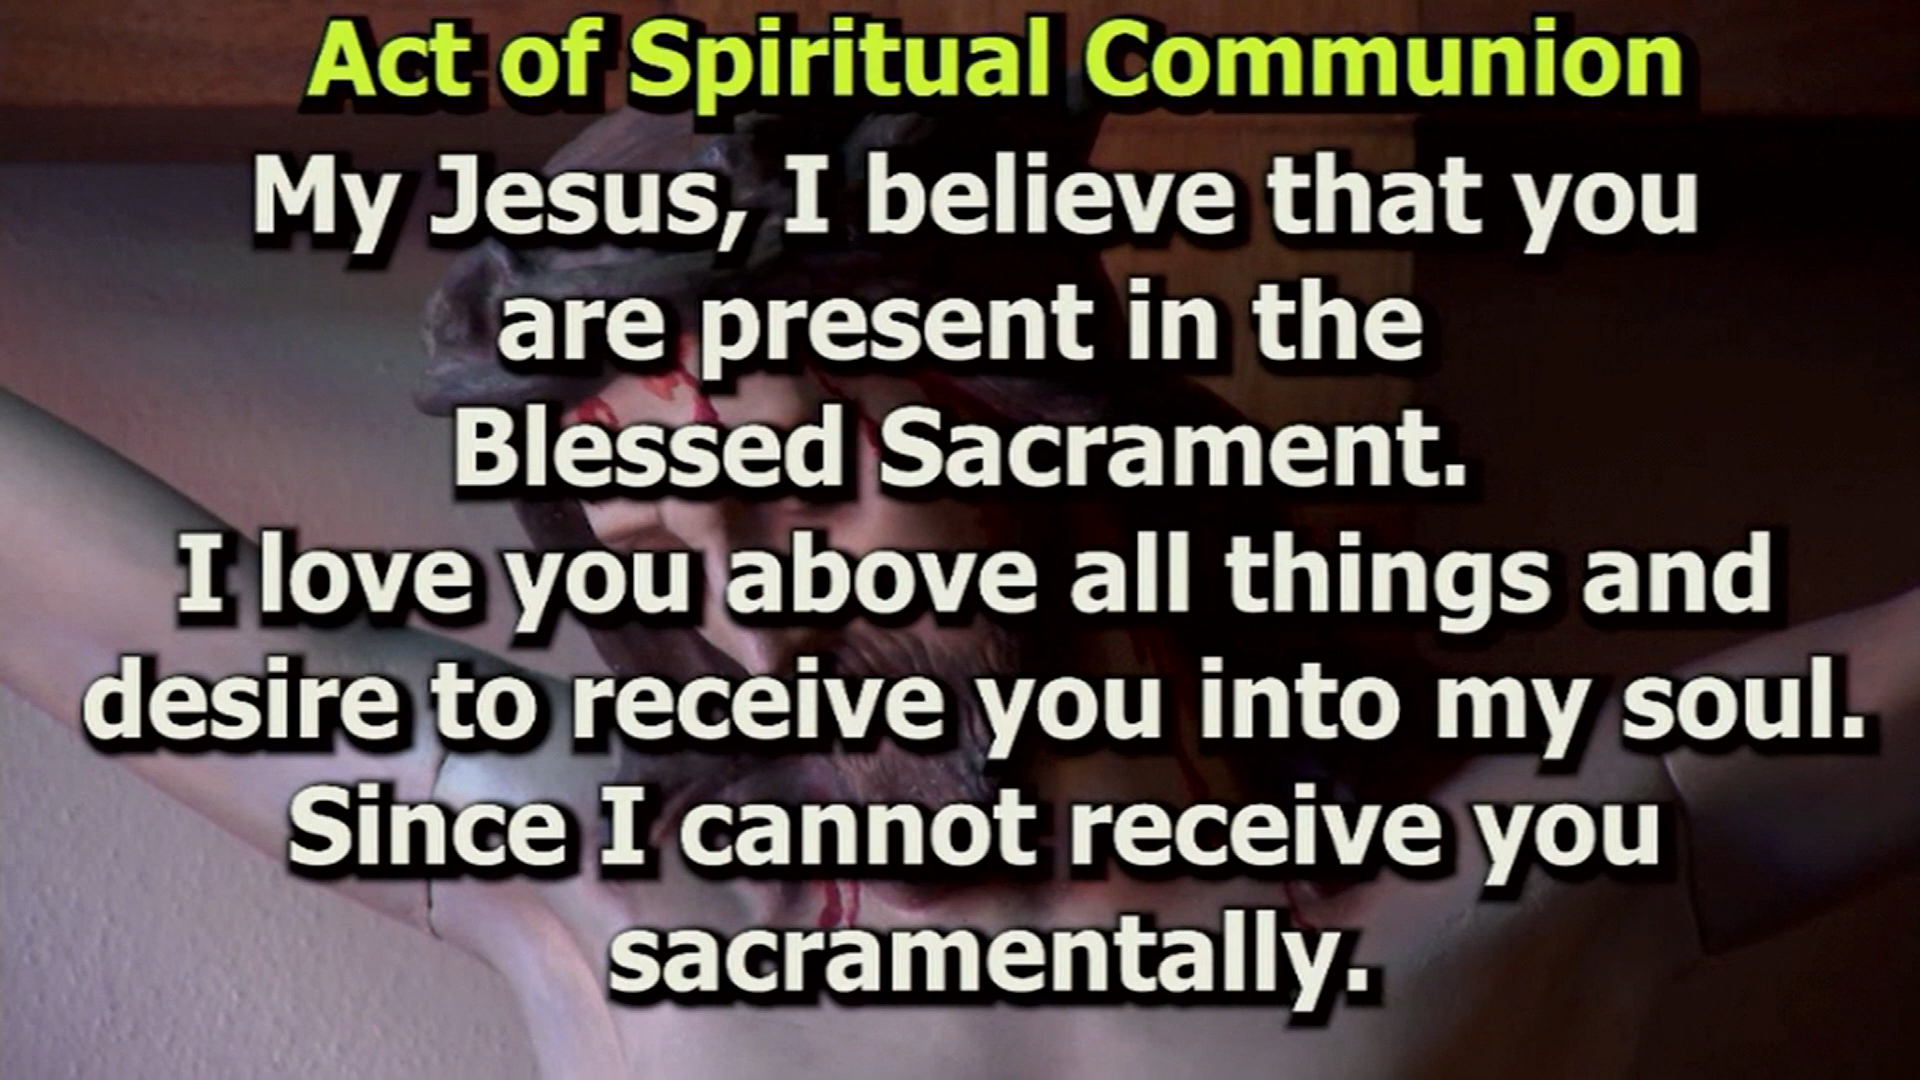 Act of Spiritual Communion
My Jesus, I believe that you
are present in the
Blessed Sacrament.
I love you above all things and
desire to receive you into my soul.
Since I cannot receive you
sacramentally.